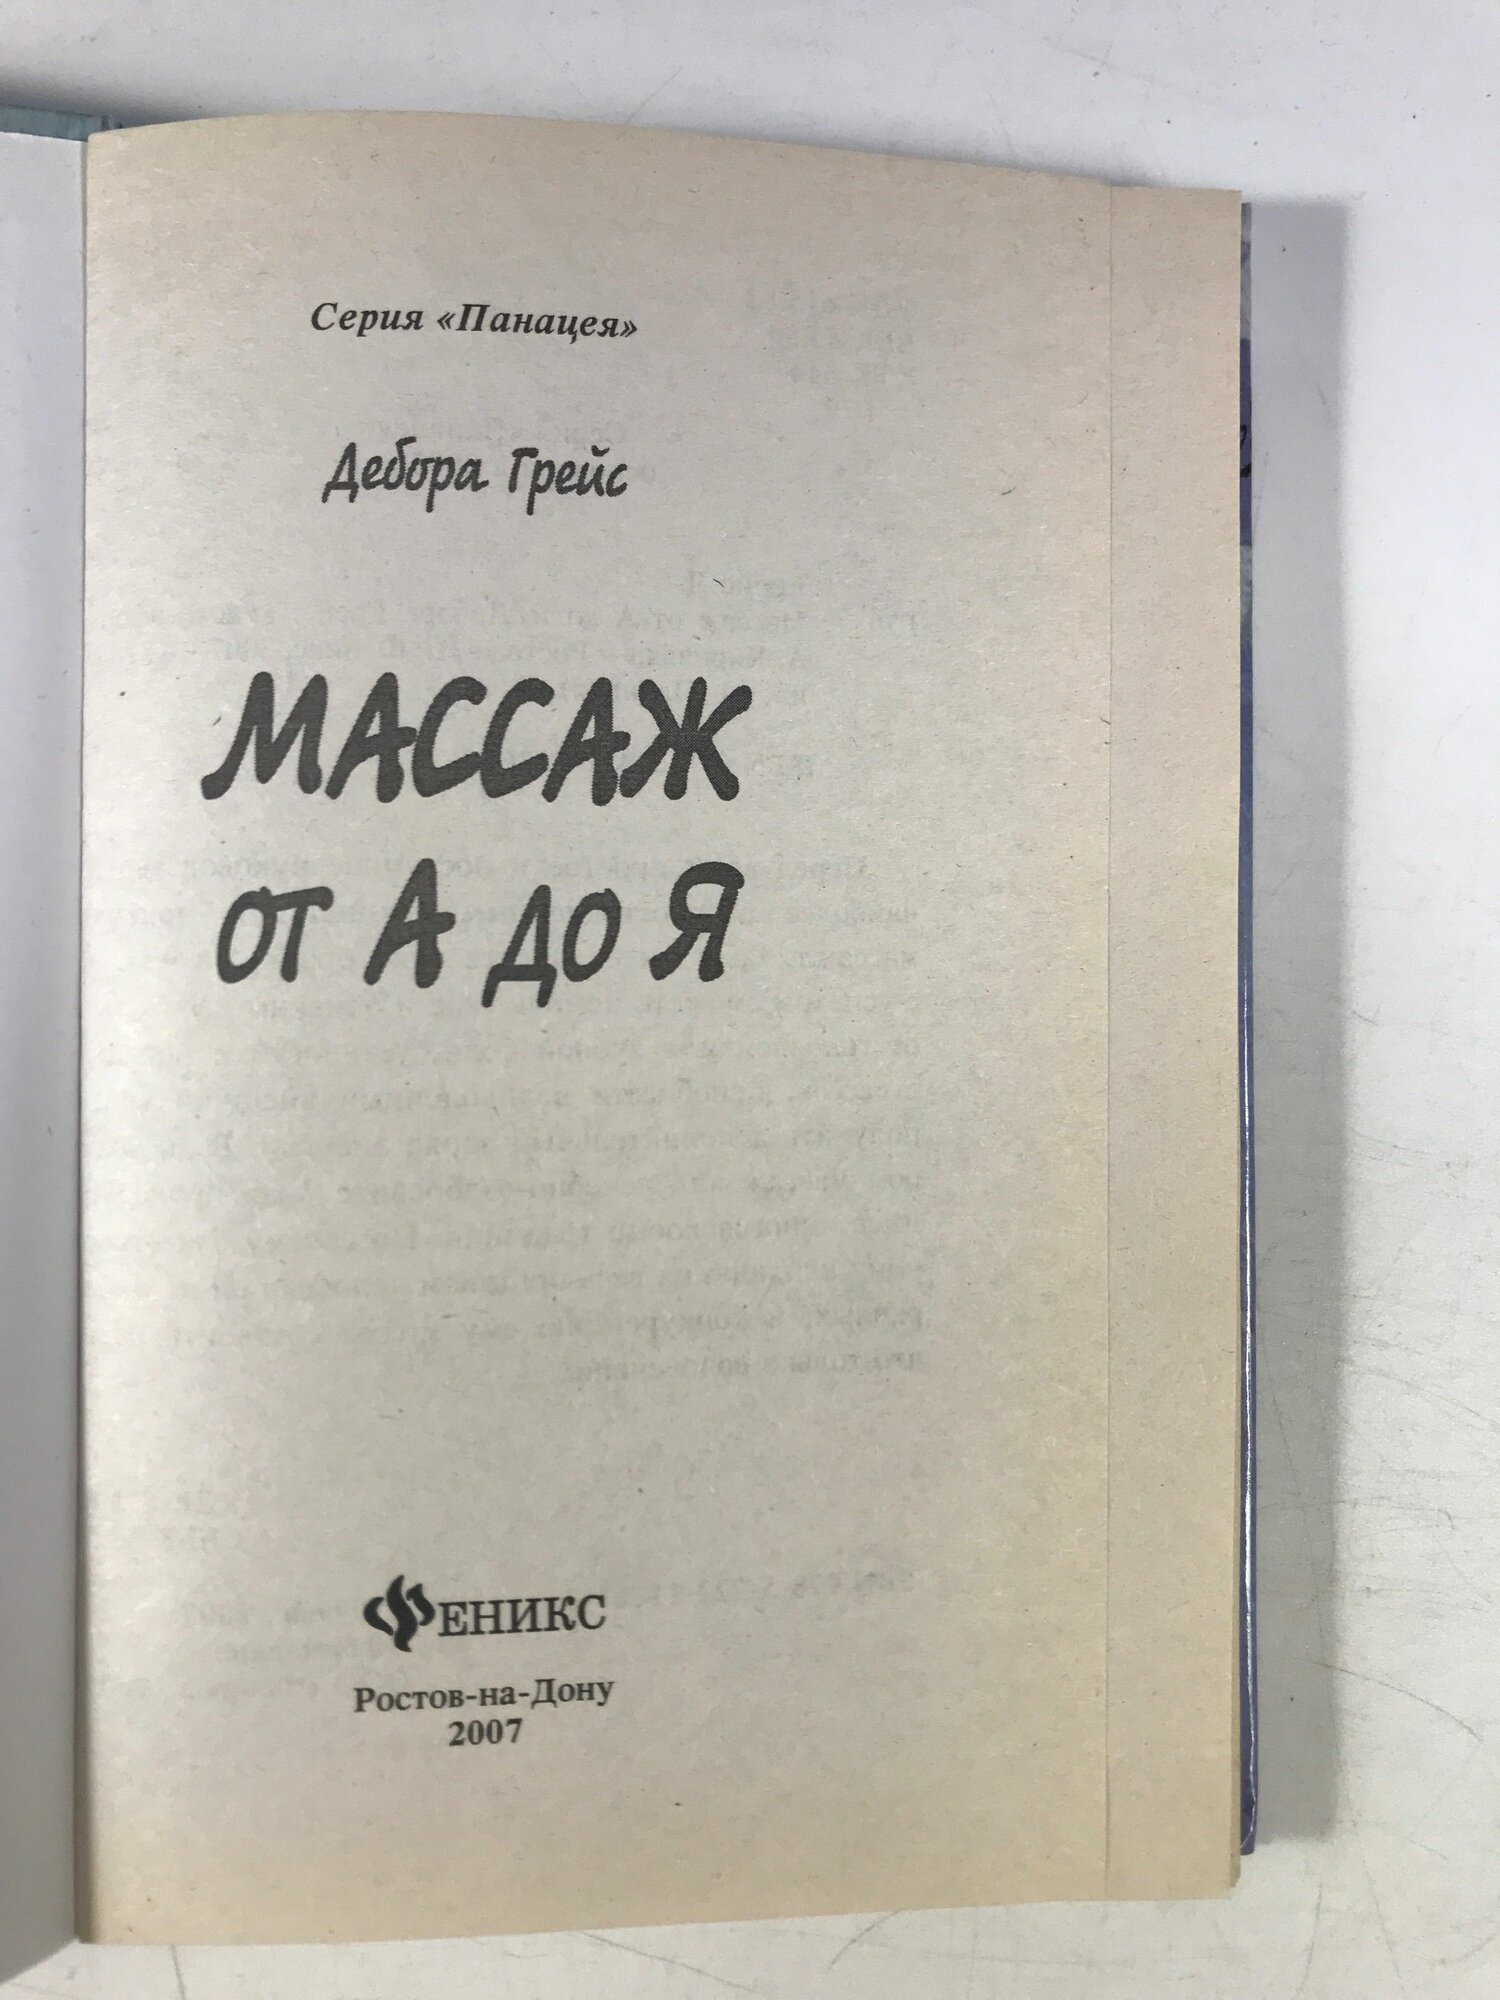 Серия «Панацея»
Дебора Грейс
МАССАЖ
от А до Я
ФЕНИКС
Ростов-на-Дону
2007